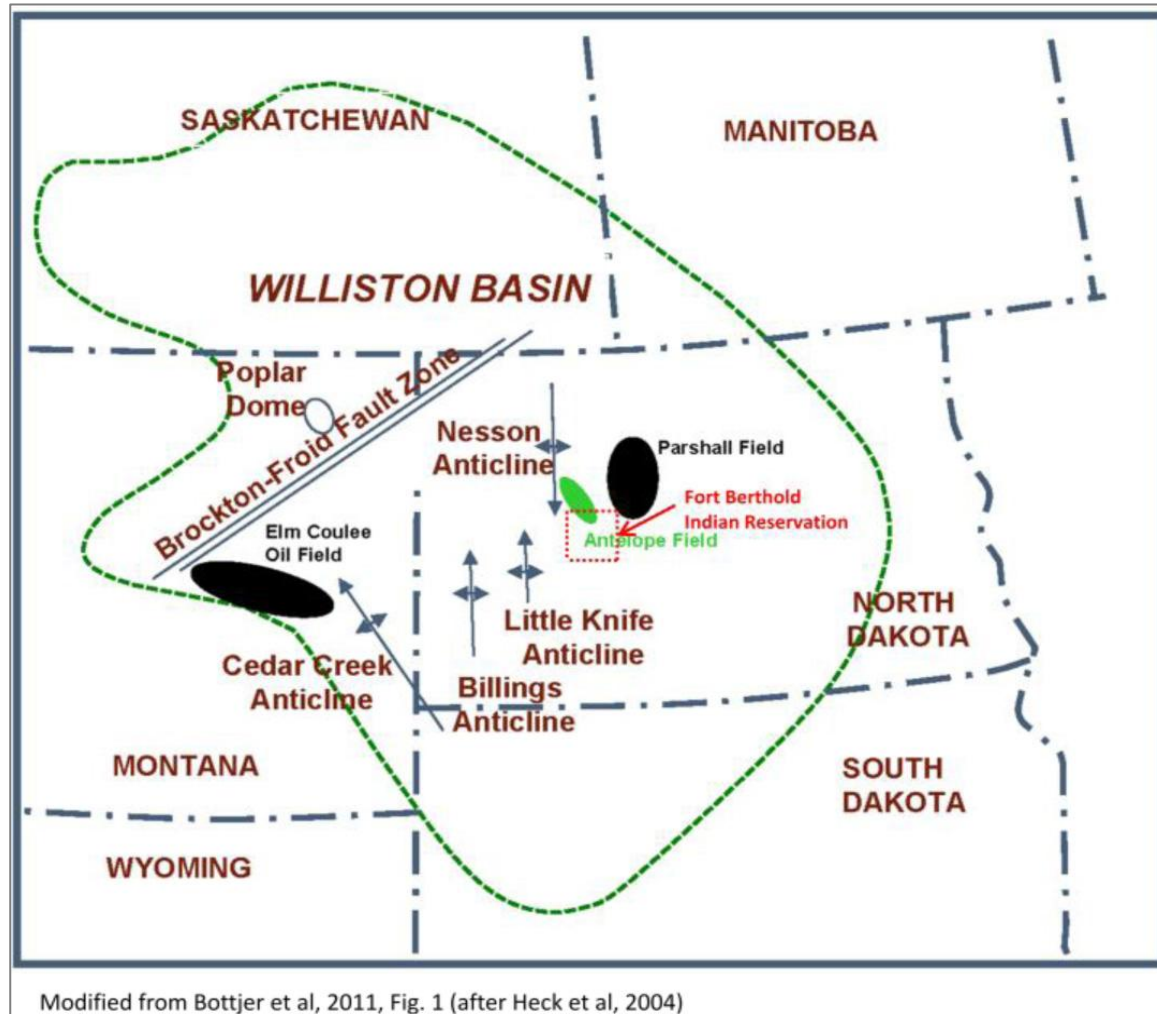 SASKATCHEWAN
MANITOBA
WILLISTON BASIN
Poplar
Dome
Brockton-Froid Fault Zone
Nesson
Anticline
Parshall Field
Fort Berthold
Indian Reservation
Antelope Field
Elm Coulee
Oil Field
Little Knife
Anticline
NORTH
DAKOTA
Cedar Creek
Anticline
Billings
Anticline
MONTANA
SOUTH
DAKOTA
WYOMING
Modified from Bottjer et al, 2011, Fig. 1 (after Heck et al, 2004)